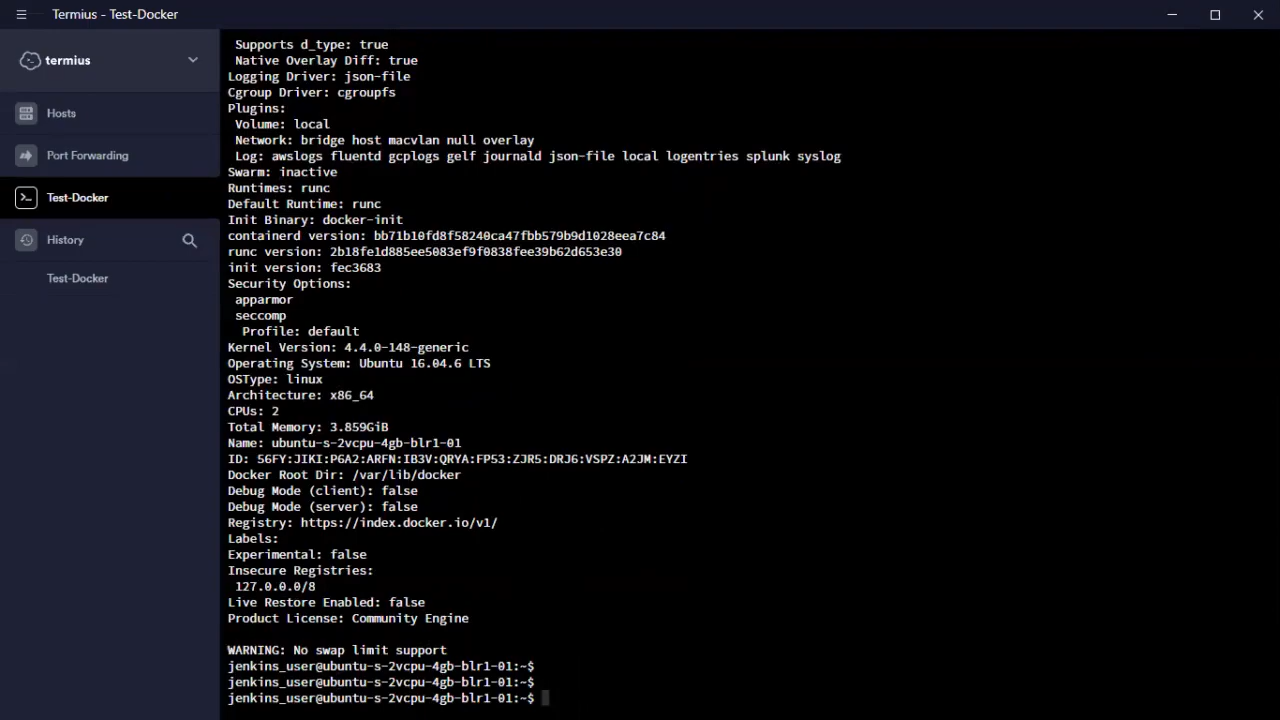 Termius - Test-Docker
termius
Hosts
Port Forwarding
Test-Docker
History
Test-Docker
Supports d_type: true
Native Overlay Diff: true
Logging Driver: json-file
Cgroup Driver: cgroupfs
Plugins:
Volume: local
Network: bridge host macvlan null overlay
Log: awslogs fluentd gcplogs gelf journald json-file local logentries splunk syslog
Swarm: inactive
Runtimes: runc
Default Runtime: runc
Init Binary: docker-init
containerd version: bb71b10fd8f58240ca47fbb579b9d1028eea7c84
runc version: 2b18fe1d885ee5083ef9f0838fee39b62d653e30
init version: fec3683
Security Options:
apparmor
seccomp
Profile: default
Kernel Version: 4.4.0-148-generic
Operating System: Ubuntu 16.04.6 LTS
OSType: linux
Architecture: x86_64
CPUs: 2
Total Memory: 3.859GiB
Name: ubuntu-s-2vcpu-4gb-blr1-01
ID: 56FY:JIKI:P6A2:ARFN:IB3V:QRYA:FP53:ZJR5:DRJ6:VSPZ:A2JM:EYZI
Docker Root Dir: /var/lib/docker
Debug Mode (client): false
Debug Mode (server): false
Registry: https://index.docker.io/v1/
Labels:
Experimental: false
Insecure Registries:
127.0.0.0/8
Live Restore Enabled: false
Product License: Community Engine
WARNING: No swap limit support
jenkins_user@ubuntu-s-2vcpu-4gb-blr1-01:~$
jenkins_user@ubuntu-s-2vcpu-4gb-blr1-01:~$
jenkins_user@ubuntu-s-2vcpu-4gb-blr1-01:~$